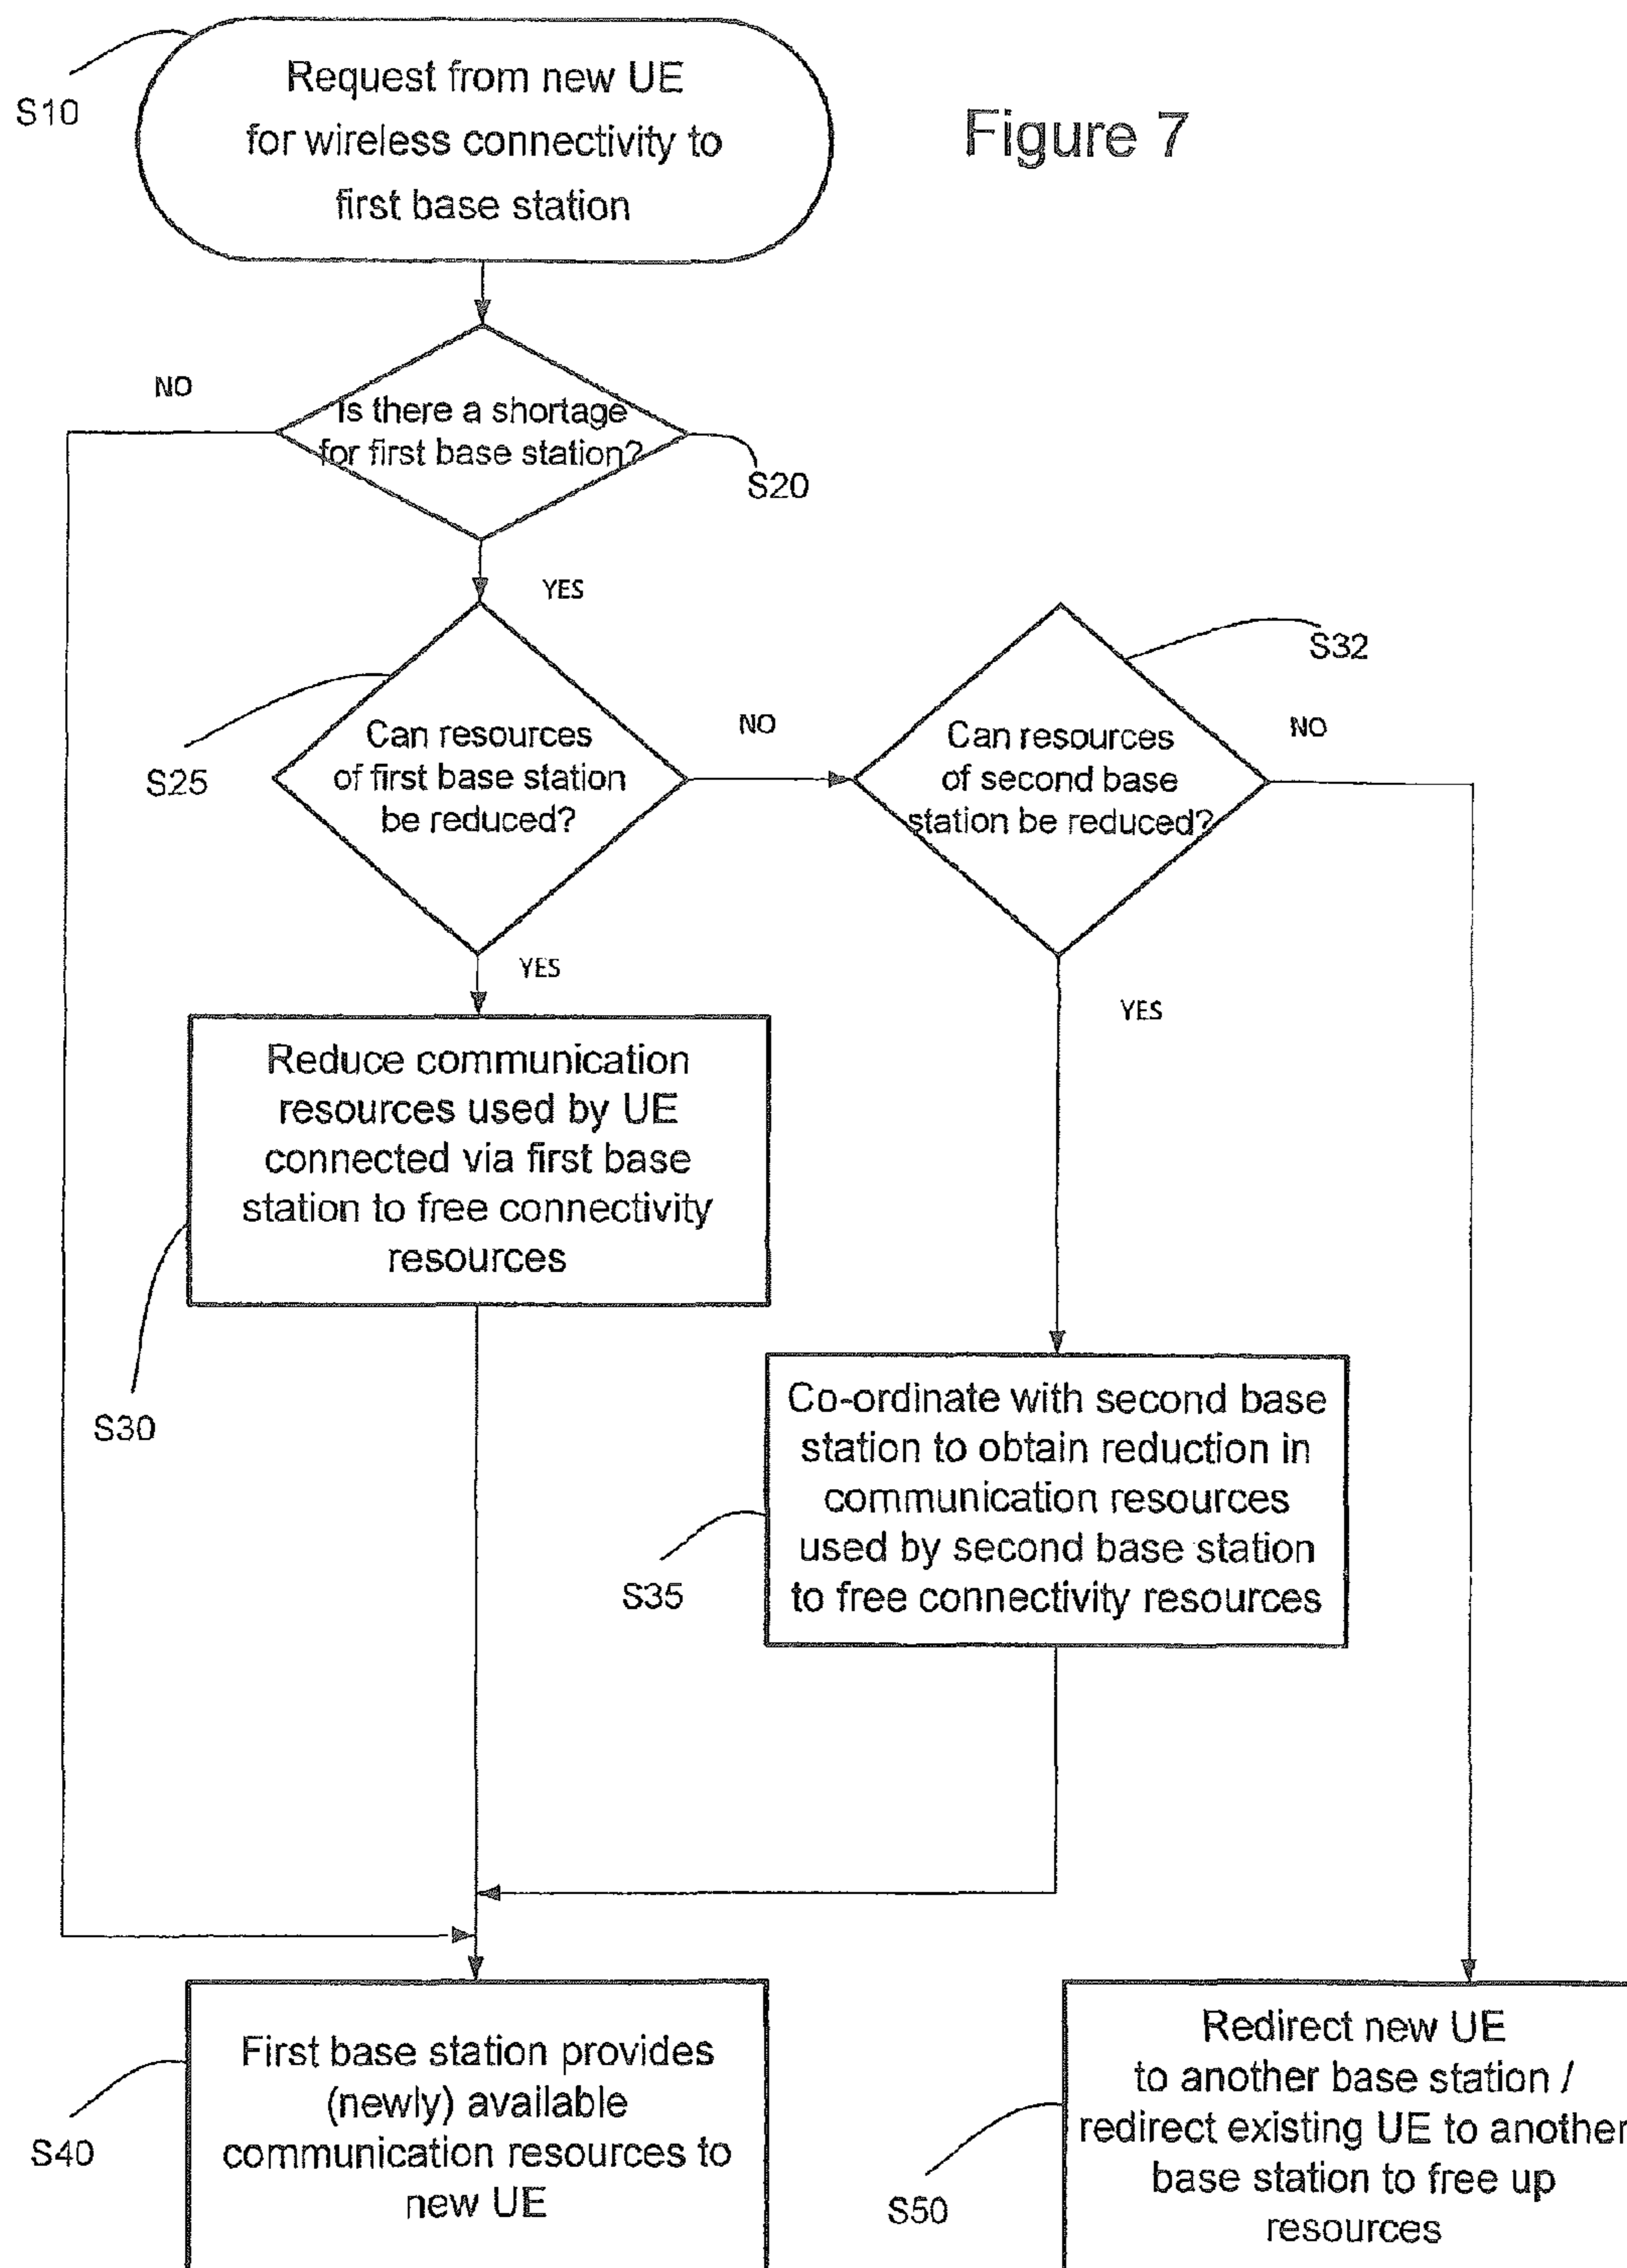 Request from new UE
for wireless connectivity to
first base station
S10
Figure 7
NO
Is there a shortage
for first base station?
S20
YES
S32
Can resources
of first base station
be reduced?
S25
NO
Can resources
of second base
station be reduced?
NO
YES
YES
Reduce communication
resources used by UE
connected via first base
station to free connectivity
resources
S30
Co-ordinate with second base
station to obtain reduction in
communication resources
used by second base station
to free connectivity resources
S35
First base station provides
(newly) available
communication resources to
new UE
S40
Redirect new UE
to another base station /
redirect existing UE to another
base station to free up
resources
S50